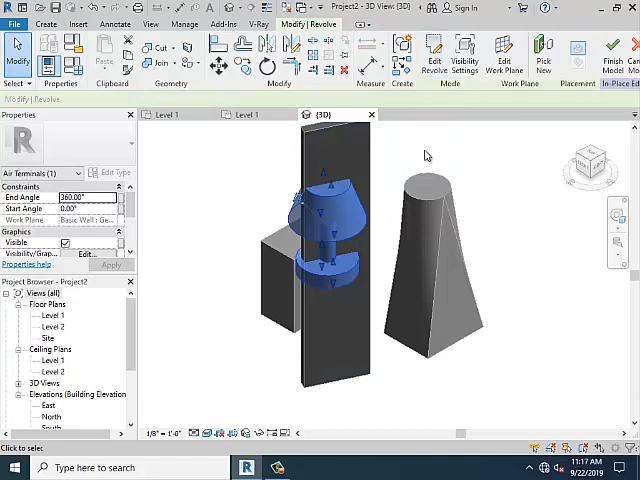 Project2 - 3D View: {3D}
Sign In
File
Create
Insert
Annotate
View
Manage
Add-Ins
V-Ray
Modify | Revolve
Modify
Paste
Cut
Join
Edit Revolve
Visibility Settings
Edit Work Plane
Pick New
Finish Model
Select
Properties
Clipboard
Geometry
Modify
Measure
Create
Mode
Work Plane
Placement
In-Place Edi
Modify | Revolve
Properties
Level 1
Level 1
{3D}
Air Terminals (1)
Edit Type
Constraints
End Angle
360.00°
Start Angle
0.00°
Work Plane
Basic Wall : Ge...
Graphics
Visible
Visibility/Grap...
Edit...
Properties help
Apply
Project Browser - Project2
Views (all)
Floor Plans
Level 1
Level 2
Site
Ceiling Plans
Level 1
Level 2
3D Views
Elevations (Building Elevation
East
North
1/8" = 1'-0"
Click to select
:0
Type here to search
11:17 AM
9/22/2019